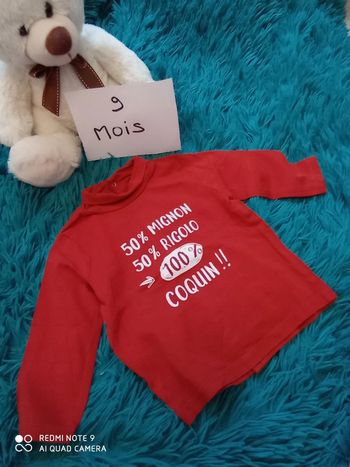 9
Mois
50% MIGNON
50% RIGOLO
100%
COQUIN !!
REDMI NOTE 9
AI QUAD CAMERA